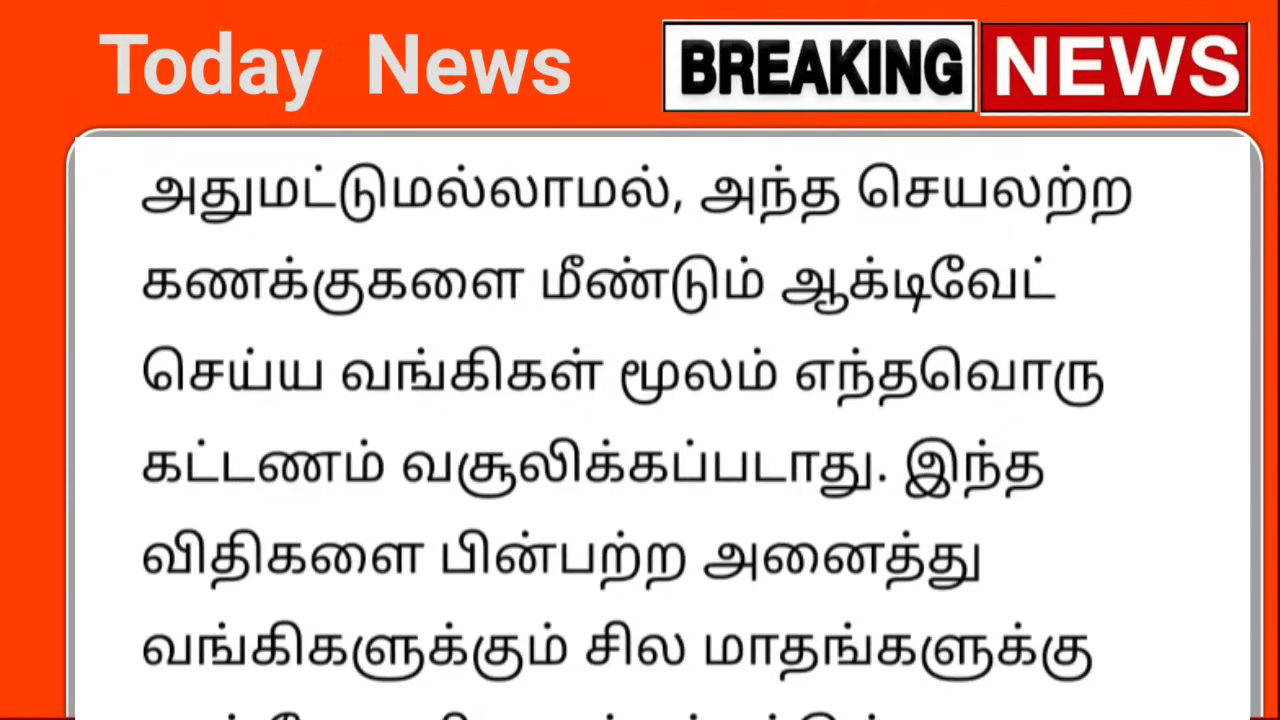 Today News
BREAKING NEWS
அதுமட்டுமல்லாமல், அந்த செயலற்ற
கணக்குகளை மீண்டும் ஆக்டிவேட்
செய்ய வங்கிகள் மூலம் எந்தவொரு
கட்டணம் வசூலிக்கப்படாது. இந்த
விதிகளை பின்பற்ற அனைத்து
வங்கிகளுக்கும் சில மாதங்களுக்கு